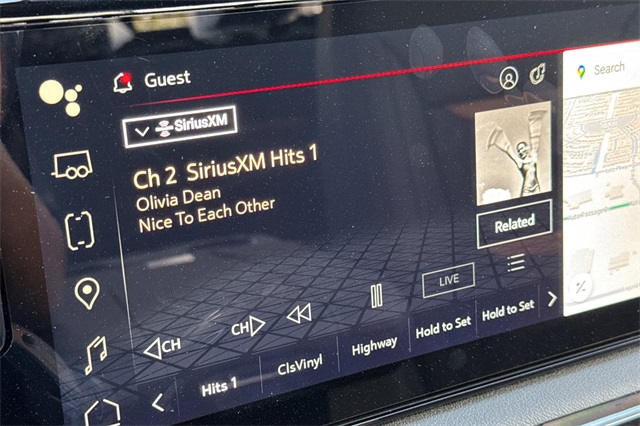 Guest
Search
SiriusXM
Ch 2 SiriusXM Hits 1
Olivia Dean
Nice To Each Other
Related
LIVE
CH
CH
Hits 1
ClsVinyl
Highway
Hold to Set
Hold to Set